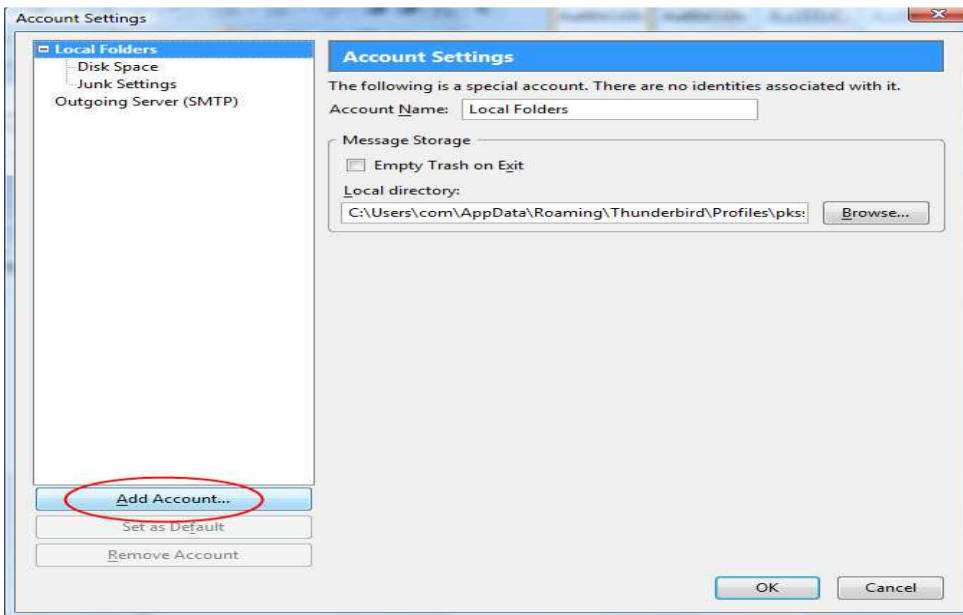 Account Settings
Local Folders
Disk Space
Junk Settings
Outgoing Server (SMTP)
Add Account...
Set as Default
Remove Account
Account Settings
The following is a special account. There are no identities associated with it.
Account Name: Local Folders
Message Storage
Empty Trash on Exit
Local directory:
C:\Users\com\AppData\Roaming\Thunderbird\Profiles\pks
Browse...
OK
Cancel